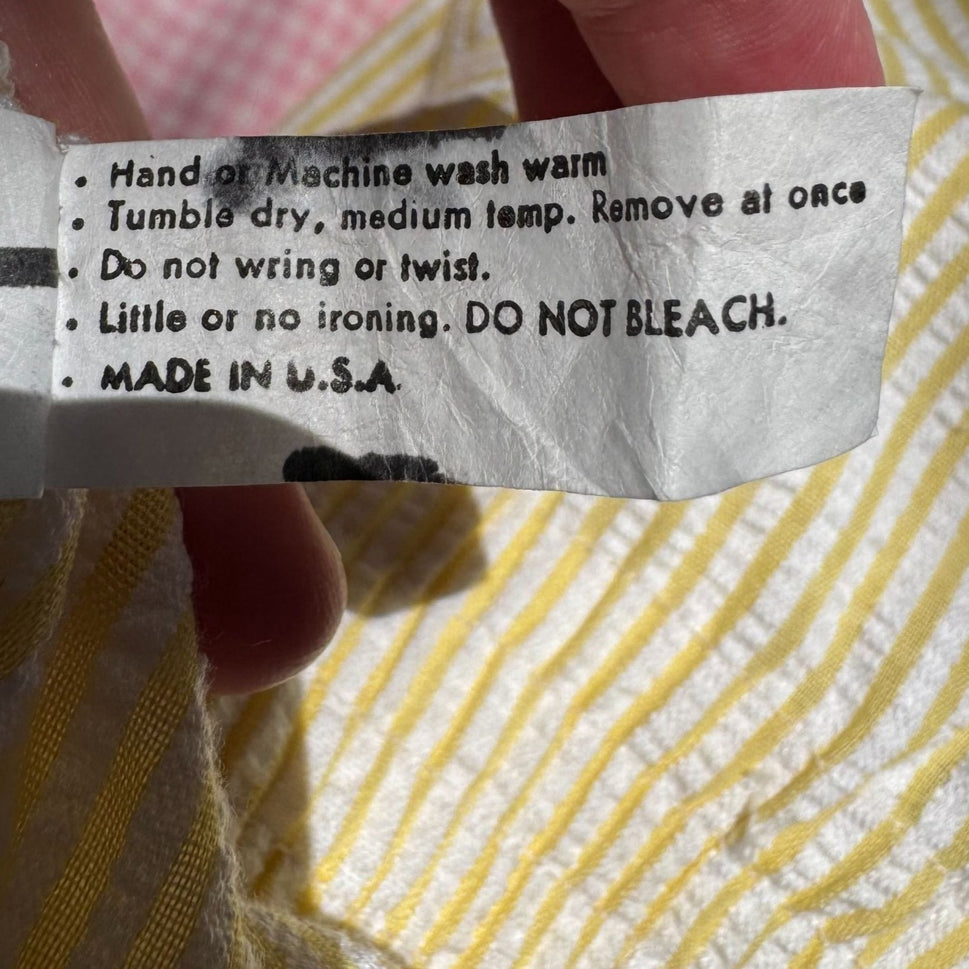 • Hand or Machine wash warm
• Tumble dry, medium temp. Remove at once
• Do not wring or twist.
• Little or no ironing. DO NOT BLEACH.
• MADE IN U.S.A.